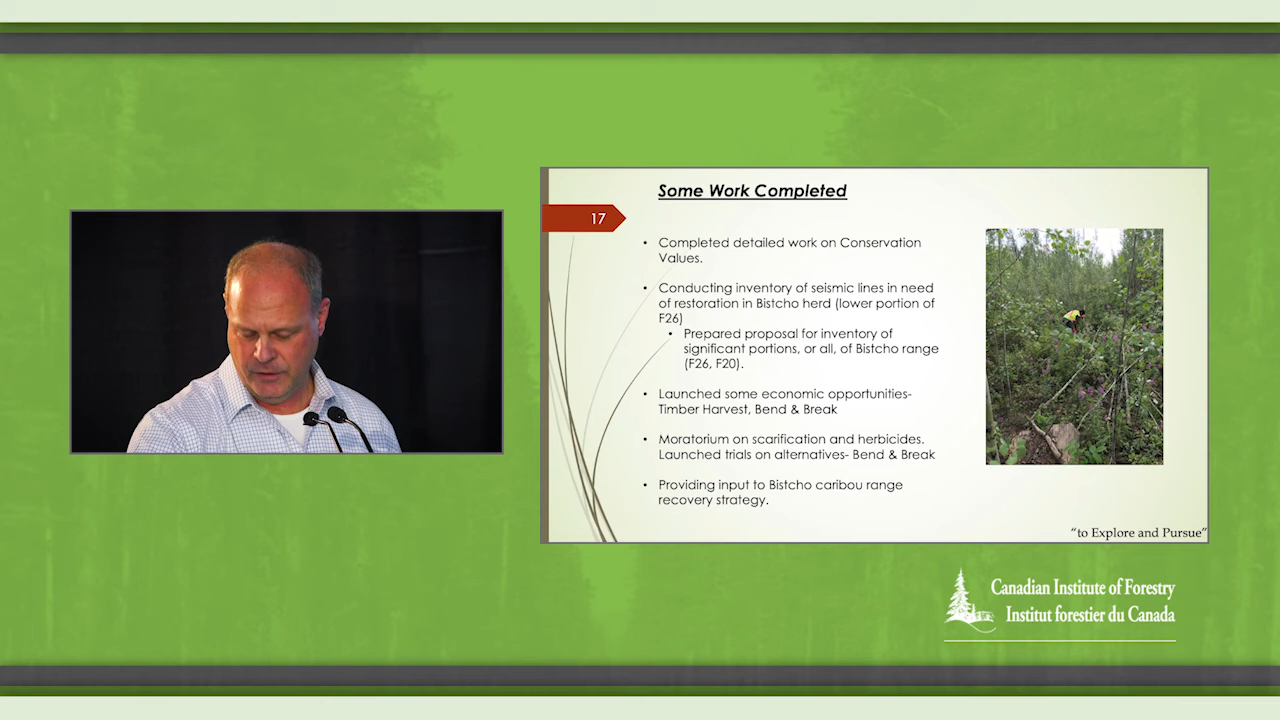 Some Work Completed
17
• Completed detailed work on Conservation
Values.
• Conducting inventory of seismic lines in need
of restoration in Bistcho herd (lower portion of
F26)
• Prepared proposal for inventory of
significant portions, or all, of Bistcho range
(F26, F20).
• Launched some economic opportunities-
Timber Harvest, Bend & Break
• Moratorium on scarification and herbicides.
Launched trials on alternatives- Bend & Break
• Providing input to Bistcho caribou range
recovery strategy.
“to Explore and Pursue”
Canadian Institute of Forestry
Institut forestier du Canada